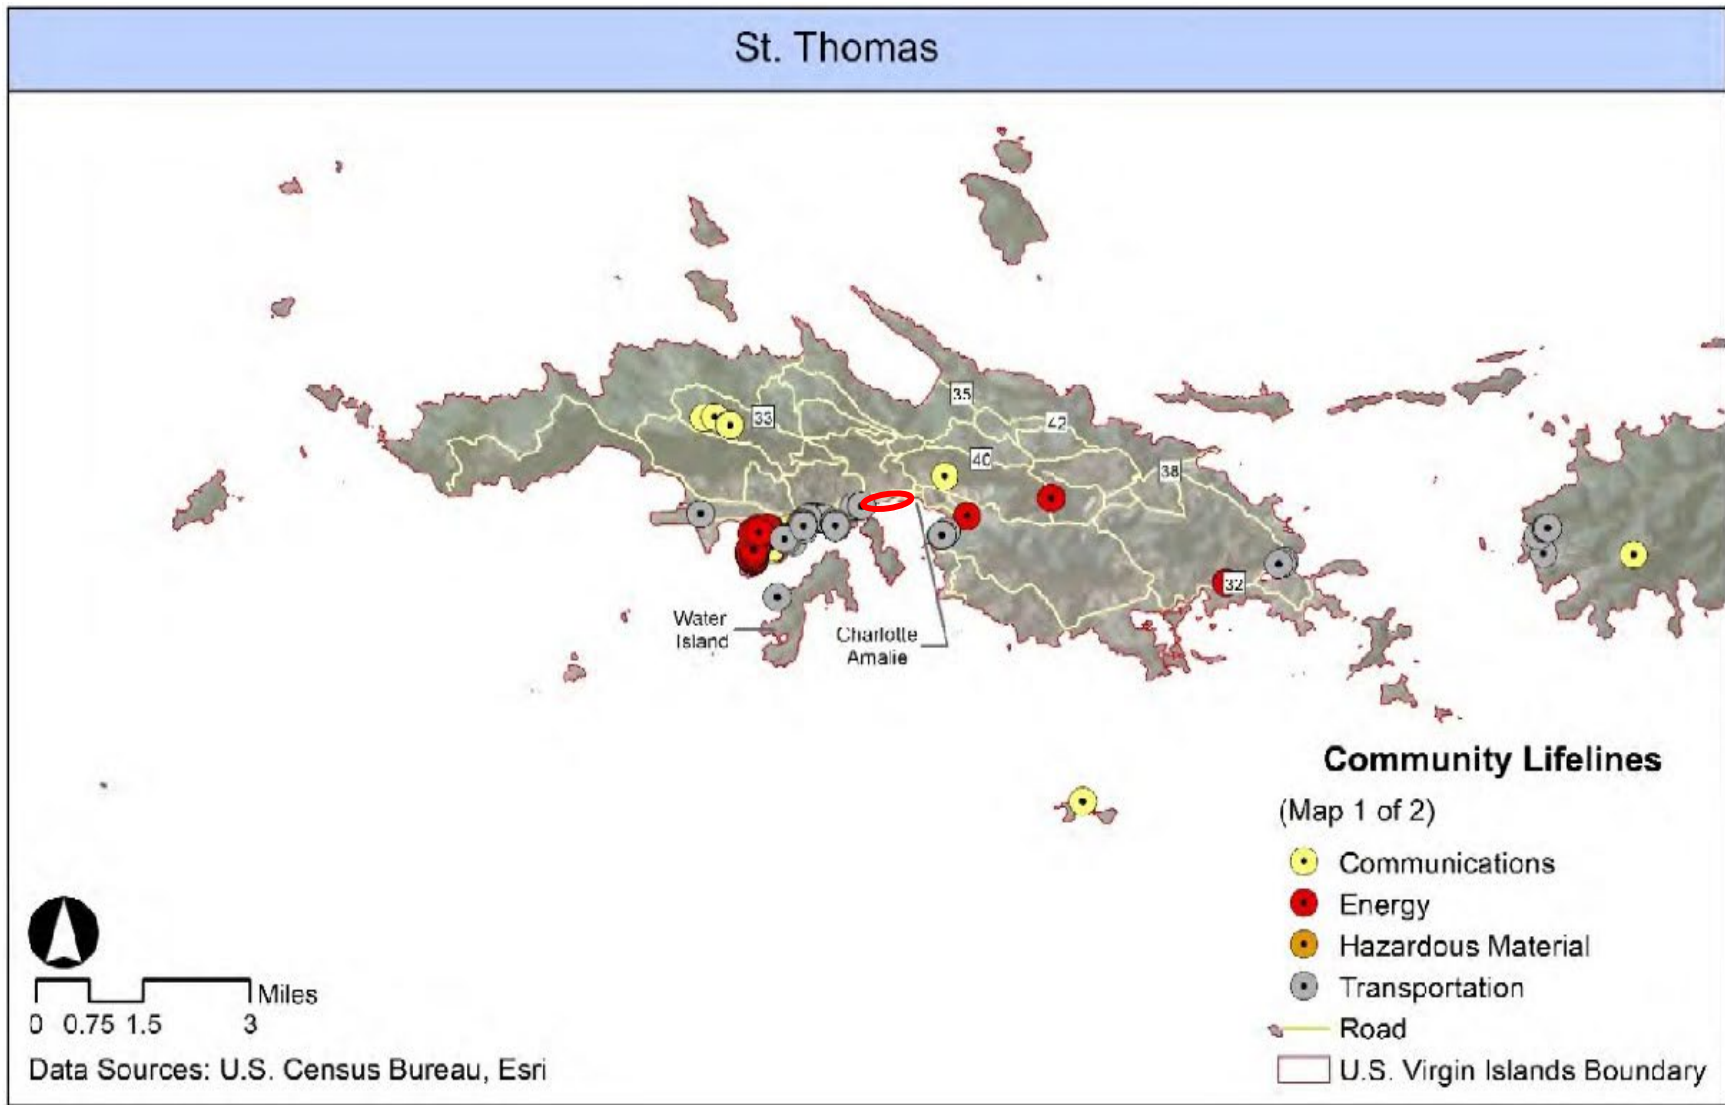 St. Thomas
35
42
33
40
38
32
Water
Island
Charlotte
Amalie
Community Lifelines
(Map 1 of 2)
Communications
Energy
Hazardous Material
Transportation
Road
U.S. Virgin Islands Boundary
Miles
0 0.75 1.5 3
Data Sources: U.S. Census Bureau, Esri